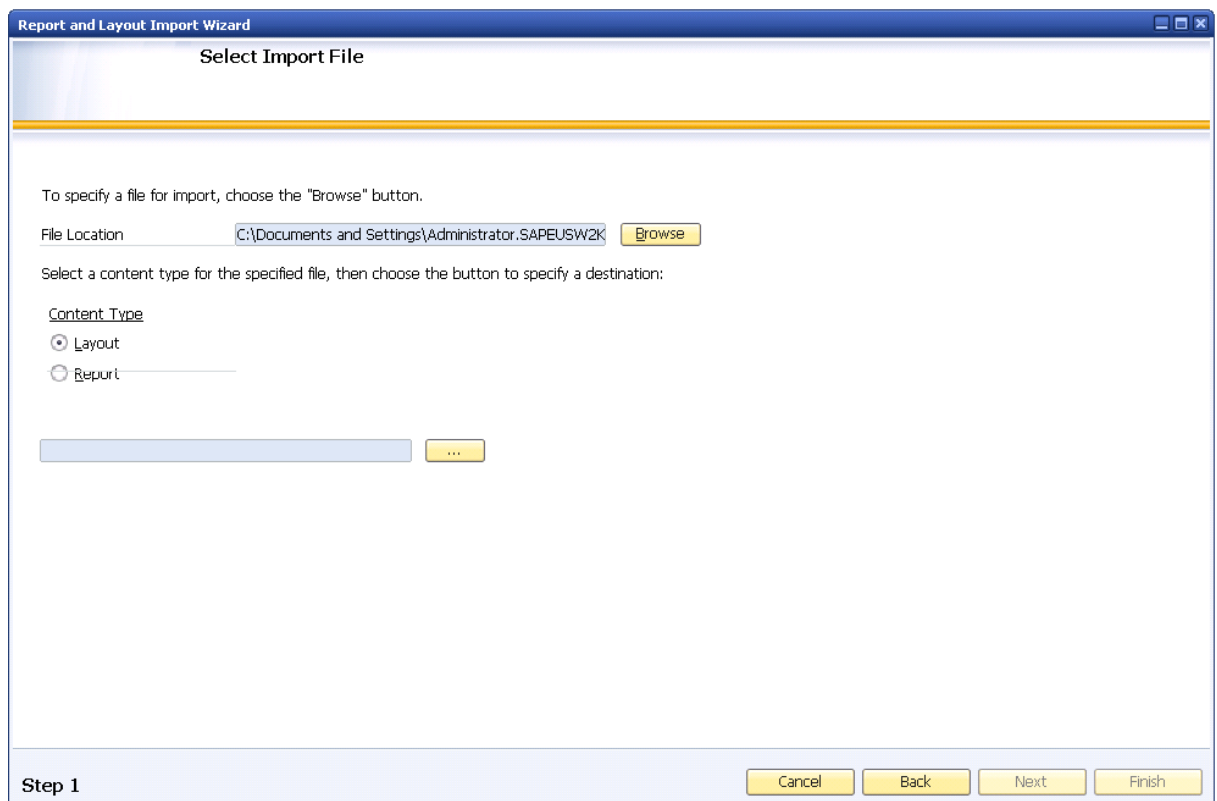 Report and Layout Import Wizard
Select Import File
To specify a file for import, choose the "Browse" button.
File Location C:\Documents and Settings\Administrator.SAPEUSW2K Browse
Select a content type for the specified file, then choose the button to specify a destination:
Content Type
Layout
Report
...
Step 1 Cancel Back Next Finish